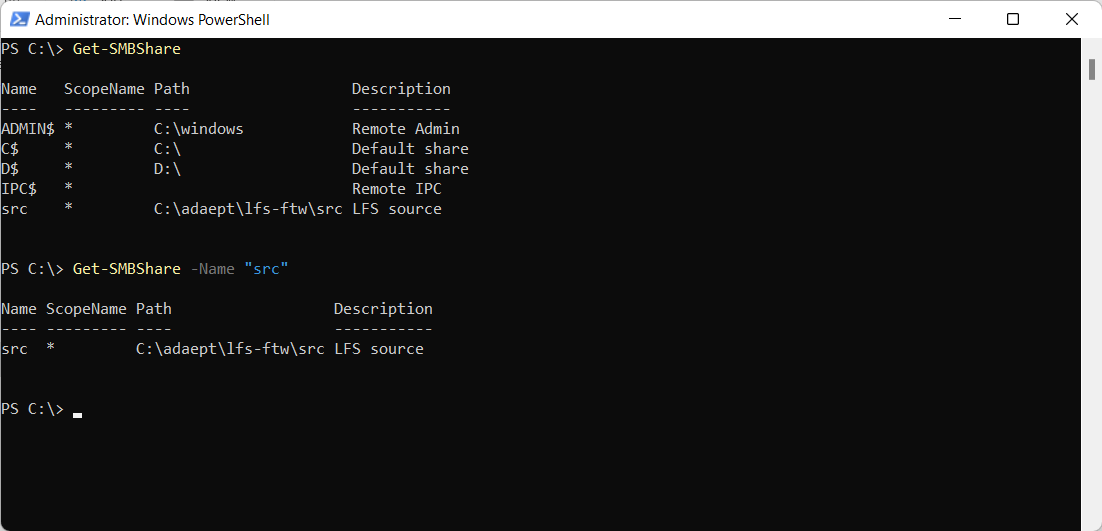 Administrator: Windows PowerShell
PS C:\> Get-SMBShare
Name   ScopeName Path                  Description
----   --------- ----                  -----------
ADMIN$ *         C:\windows            Remote Admin
C$     *         C:\                   Default share
D$     *         D:\                   Default share
IPC$   *                               Remote IPC
src    *         C:\adaept\lfs-ftw\src LFS source
PS C:\> Get-SMBShare -Name "src"
Name ScopeName Path                  Description
---- --------- ----                  -----------
src  *         C:\adaept\lfs-ftw\src LFS source
PS C:\>